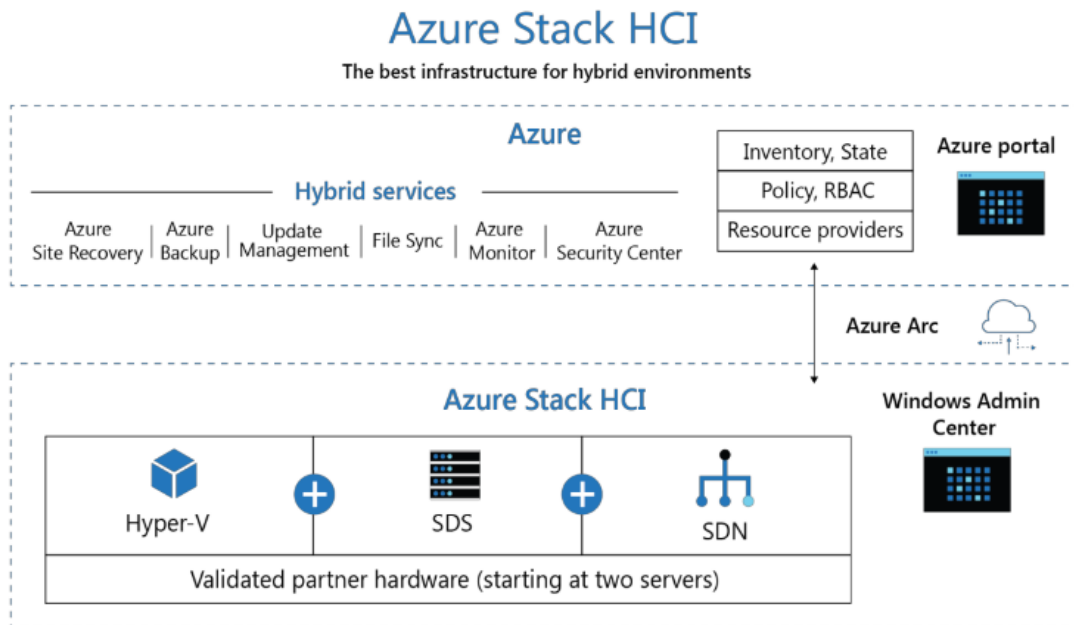 Azure Stack HCI
The best infrastructure for hybrid environments
Azure
Hybrid services
Azure
Site Recovery
Azure
Backup
Update
Management
File Sync
Azure
Monitor
Azure
Security Center
Inventory, State
Policy, RBAC
Resource providers
Azure portal
Azure Arc
Azure Stack HCI
Windows Admin
Center
Hyper-V
SDS
SDN
Validated partner hardware (starting at two servers)